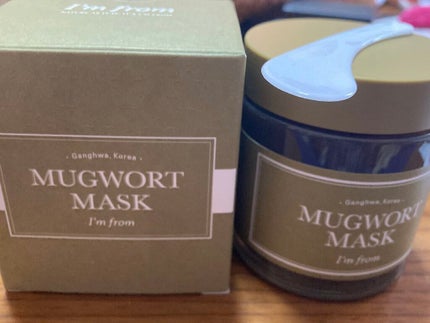 I'm from
· Ganghwa, Korea ·
MUGWORT
MASK
I'm from
· Ganghwa, Korea ·
MUGWORT
MASK
I'm from